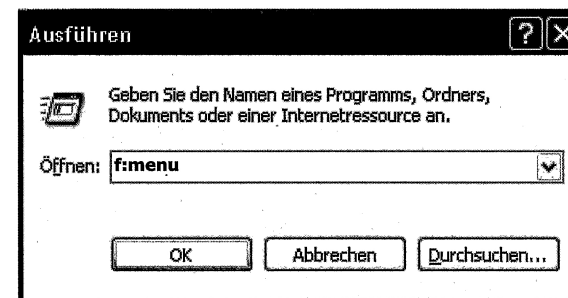 Ausführen
Geben Sie den Namen eines Programms, Ordners,
Dokuments oder einer Internetressource an.
Öffnen: f:menu
OK Abbrechen Durchsuchen...